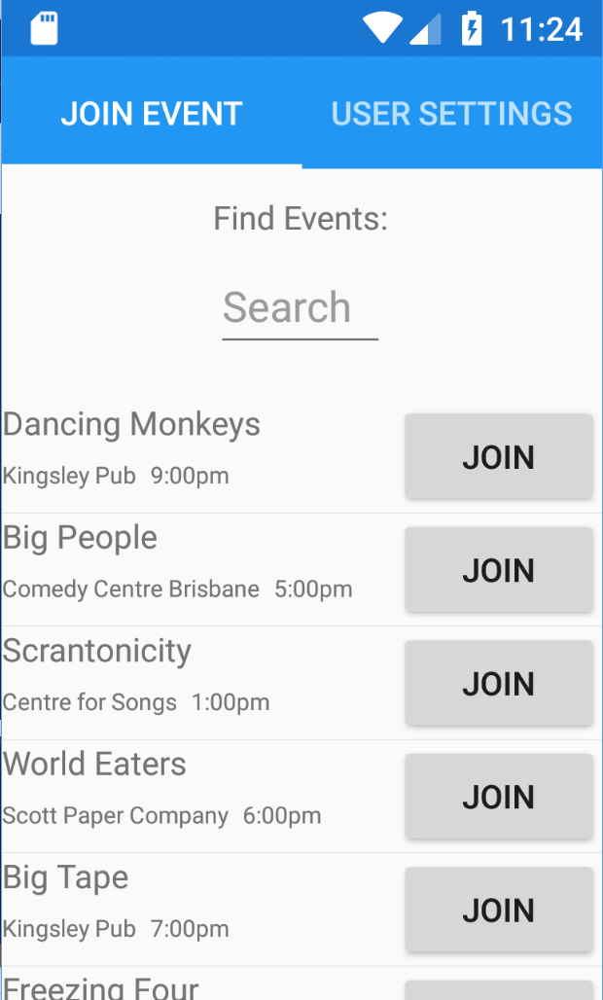 11:24
JOIN EVENT USER SETTINGS
Find Events:
Search
Dancing Monkeys
Kingsley Pub 9:00pm
JOIN
Big People
Comedy Centre Brisbane 5:00pm
JOIN
Scrantonicity
Centre for Songs 1:00pm
JOIN
World Eaters
Scott Paper Company 6:00pm
JOIN
Big Tape
Kingsley Pub 7:00pm
JOIN
Freezing Four